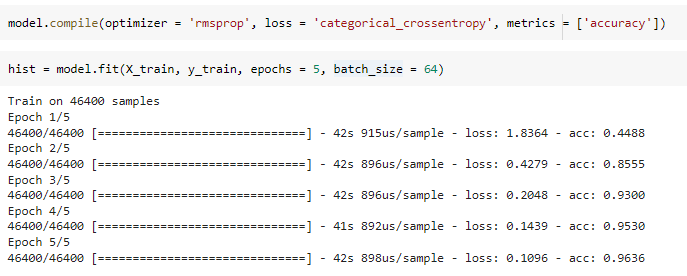 model.compile(optimizer = 'rmsprop', loss = 'categorical_crossentropy', metrics = ['accuracy'])
hist = model.fit(X_train, y_train, epochs = 5, batch_size = 64)
Train on 46400 samples
Epoch 1/5
46400/46400 [==============================] - 42s 915us/sample - loss: 1.8364 - acc: 0.4488
Epoch 2/5
46400/46400 [==============================] - 42s 896us/sample - loss: 0.4279 - acc: 0.8555
Epoch 3/5
46400/46400 [==============================] - 42s 896us/sample - loss: 0.2048 - acc: 0.9300
Epoch 4/5
46400/46400 [==============================] - 41s 892us/sample - loss: 0.1439 - acc: 0.9530
Epoch 5/5
46400/46400 [==============================] - 42s 898us/sample - loss: 0.1096 - acc: 0.9636